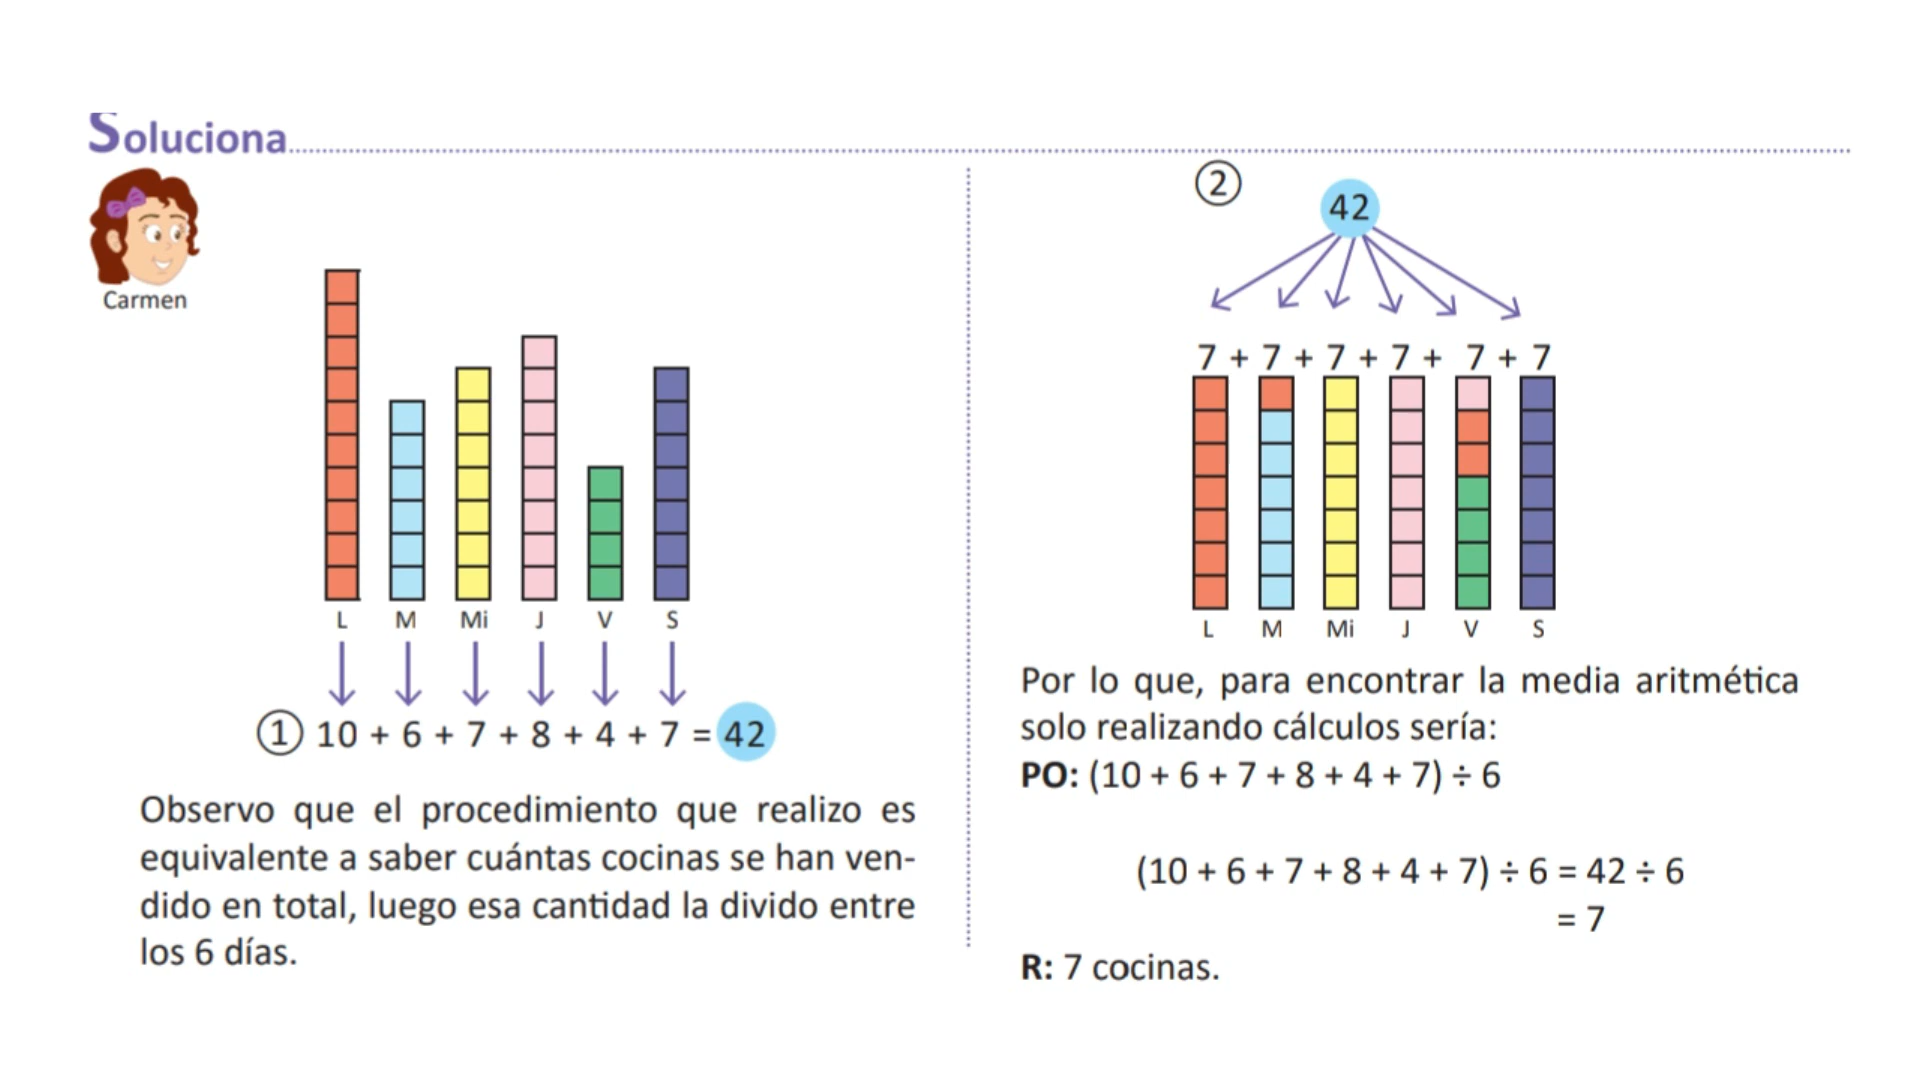 Soluciona
Carmen
L M Mi J V S
① 10 + 6 + 7 + 8 + 4 + 7 = 42
Observo que el procedimiento que realizo es
equivalente a saber cuántas cocinas se han ven-
dido en total, luego esa cantidad la divido entre
los 6 días.
②
42
7 + 7 + 7 + 7 + 7 + 7
L M Mi J V S
Por lo que, para encontrar la media aritmética
solo realizando cálculos sería:
PO: (10 + 6 + 7 + 8 + 4 + 7) ÷ 6
(10 + 6 + 7 + 8 + 4 + 7) ÷ 6 = 42 ÷ 6
= 7
R: 7 cocinas.